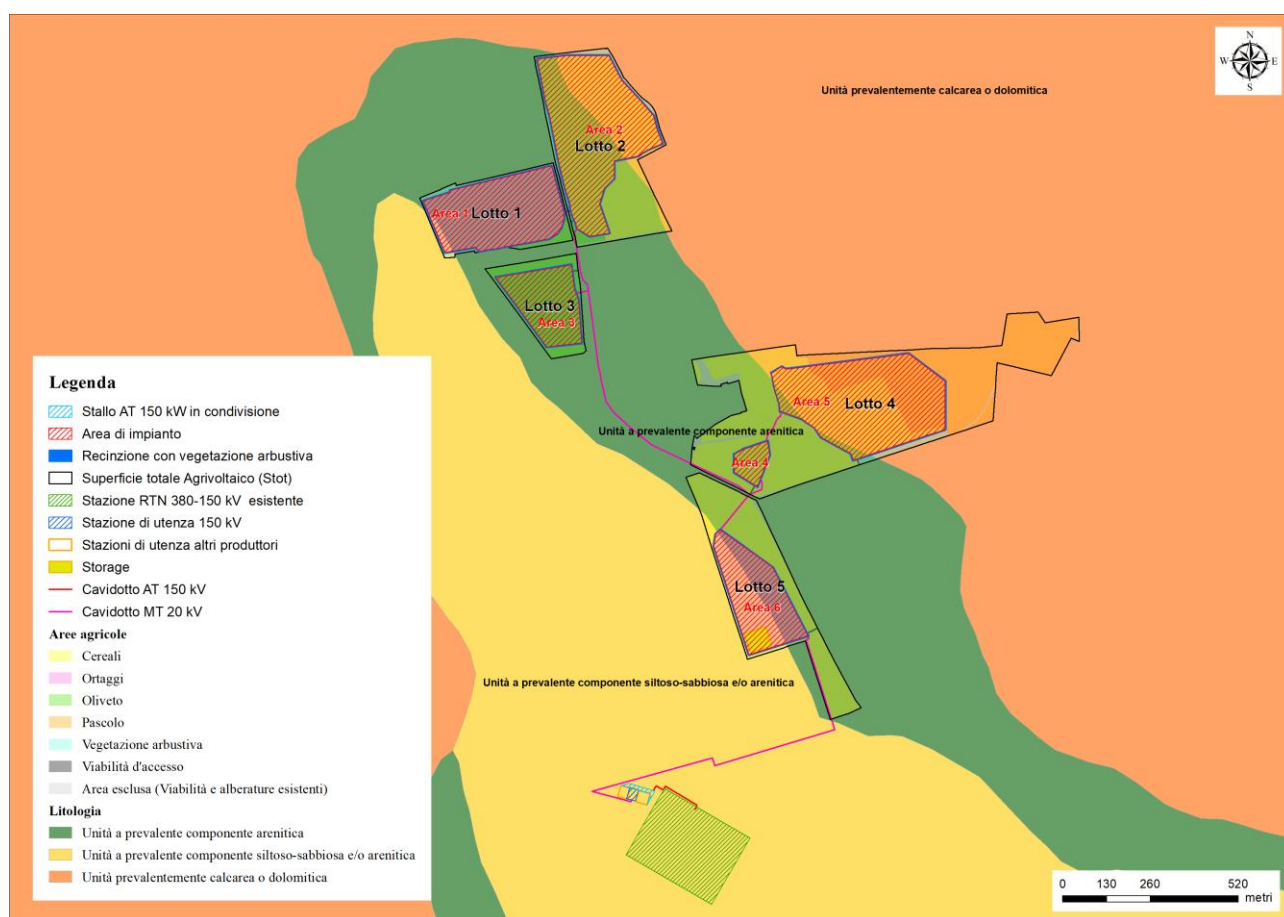 N
W E
S
Unità prevalentemente calcarea o dolomitica
Area 2
Lotto 2
Area 1
Lotto 1
Lotto 3
Area 3
Area 5
Lotto 4
Unità a prevalente componente arenitica
Area 4
Lotto 5
Area 6
Unità a prevalente componente siltoso-sabbiosa e/o arenitica
Legenda
Stallo AT 150 kW in condivisione
Area di impianto
Recinzione con vegetazione arbustiva
Superficie totale Agrivoltaico (Stot)
Stazione RTN 380-150 kV esistente
Stazione di utenza 150 kV
Stazioni di utenza altri produttori
Storage
Cavidotto AT 150 kV
Cavidotto MT 20 kV
Aree agricole
Cereali
Ortaggi
Oliveto
Pascolo
Vegetazione arbustiva
Viabilità d'accesso
Area esclusa (Viabilità e alberature esistenti)
Litologia
Unità a prevalente componente arenitica
Unità a prevalente componente siltoso-sabbiosa e/o arenitica
Unità prevalentemente calcarea o dolomitica
0 130 260 520
metri